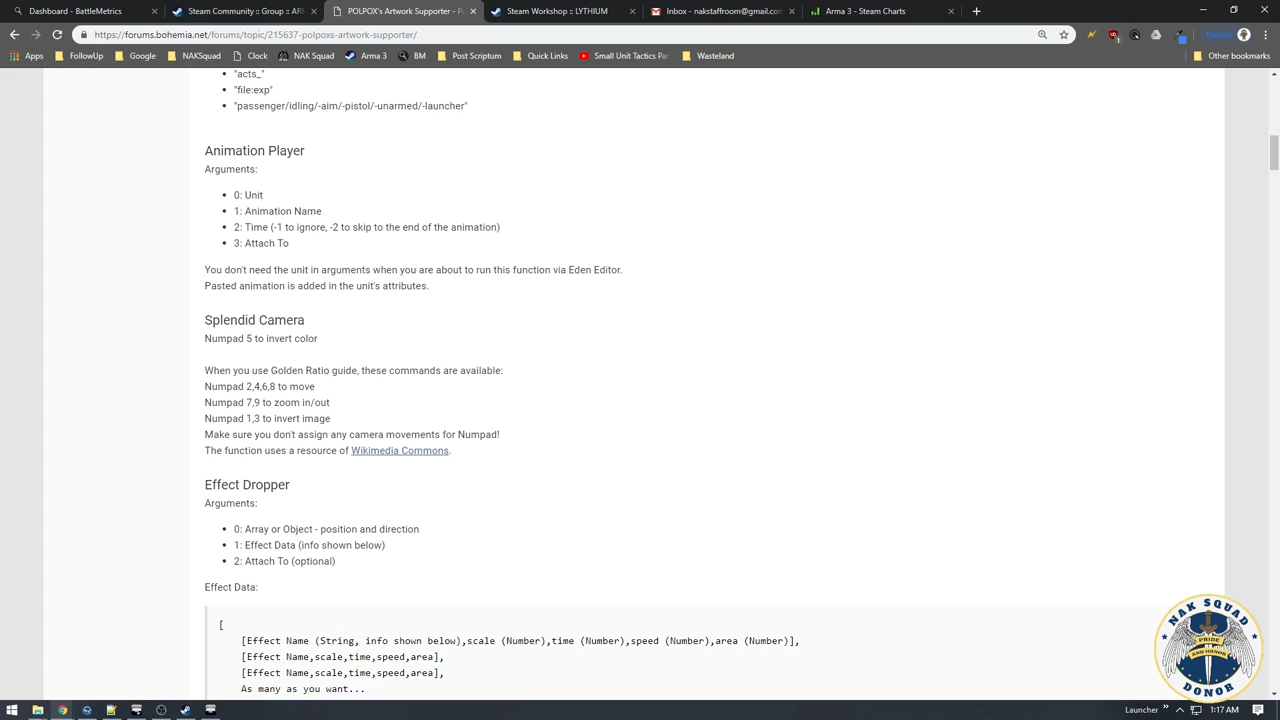 Dashboard - BattleMetrics
Steam Community :: Group :: AR
POLPOX's
Steam Workshop :: LYTHIUM
Inbox - nakstaffor@gmail.con
Arma 3 - Steam Charts
https://forums.bohemia.net/forums/topic/215637-polpoxs-artwork-supporter/
Paused
Apps
FollowUp
Google
NAKSquad
Clock
NAK Squad
Arma 3
BM
Post Scriptum
Quick Links
Small Unit Tactics Par
Wasteland
Other bookmarks
"acts_"
"file:exp"
"passenger/idling/-aim/-pistol/-unarmed/-launcher"
Animation Player
Arguments:
0: Unit
1: Animation Name
2: Time (-1 to ignore, -2 to skip to the end of the animation)
3: Attach To
You don't need the unit in arguments when you are about to run this function via Eden Editor.
Pasted animation is added in the unit's attributes.
Splendid Camera
Numpad 5 to invert color
When you use Golden Ratio guide, these commands are available:
Numpad 2,4,6,8 to move
Numpad 7,9 to zoom in/out
Numpad 1,3 to invert image
Make sure you don't assign any camera movements for Numpad!
The function uses a resource of Wikimedia Commons.
Effect Dropper
Arguments:
0: Array or Object - position and direction
1: Effect Data (info shown below)
2: Attach To (optional)
Effect Data:
[
[Effect Name (String, info shown below),scale (Number),time (Number),speed (Number),area (Number)],
[Effect Name,scale,time,speed,area],
[Effect Name,scale,time,speed,area],
As many as you want...
NAK SQUAD
PRIDE
AND HONOR
DONOR
Launcher
1:17 AM